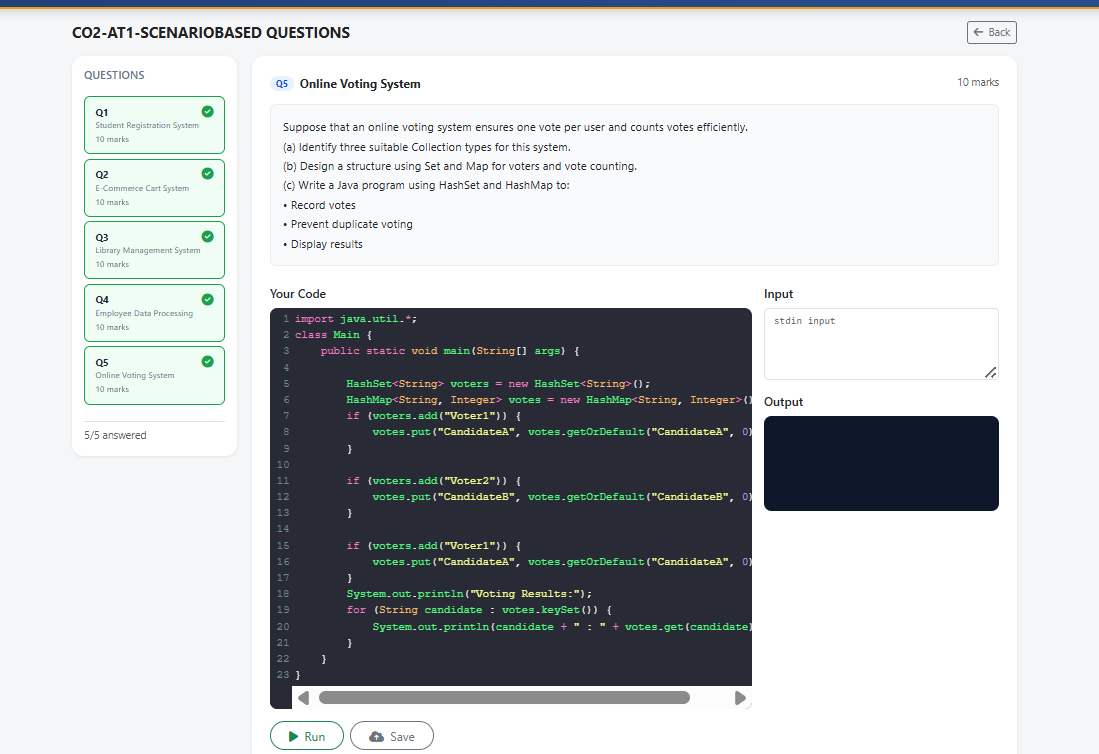 CO2-AT1-SCENARIOBASED QUESTIONS
← Back
QUESTIONS
Q1
Student Registration System
10 marks
Q2
E-Commerce Cart System
10 marks
Q3
Library Management System
10 marks
Q4
Employee Data Processing
10 marks
Q5
Online Voting System
10 marks
5/5 answered
Q5 Online Voting System
10 marks
Suppose that an online voting system ensures one vote per user and counts votes efficiently.
(a) Identify three suitable Collection types for this system.
(b) Design a structure using Set and Map for voters and vote counting.
(c) Write a Java program using HashSet and HashMap to:
• Record votes
• Prevent duplicate voting
• Display results
Your Code
1 import java.util.*;
2 class Main {
3     public static void main(String[] args) {
4
5         HashSet<String> voters = new HashSet<String>();
6         HashMap<String, Integer> votes = new HashMap<String, Integer>()
7         if (voters.add("Voter1")) {
8             votes.put("CandidateA", votes.getOrDefault("CandidateA", 0)
9         }
10
11         if (voters.add("Voter2")) {
12             votes.put("CandidateB", votes.getOrDefault("CandidateB", 0)
13         }
14
15         if (voters.add("Voter1")) {
16             votes.put("CandidateA", votes.getOrDefault("CandidateA", 0)
17         }
18         System.out.println("Voting Results:");
19         for (String candidate : votes.keySet()) {
20             System.out.println(candidate + " : " + votes.get(candidate)
21         }
22     }
23 }
Run
Save
Input
stdin input
Output